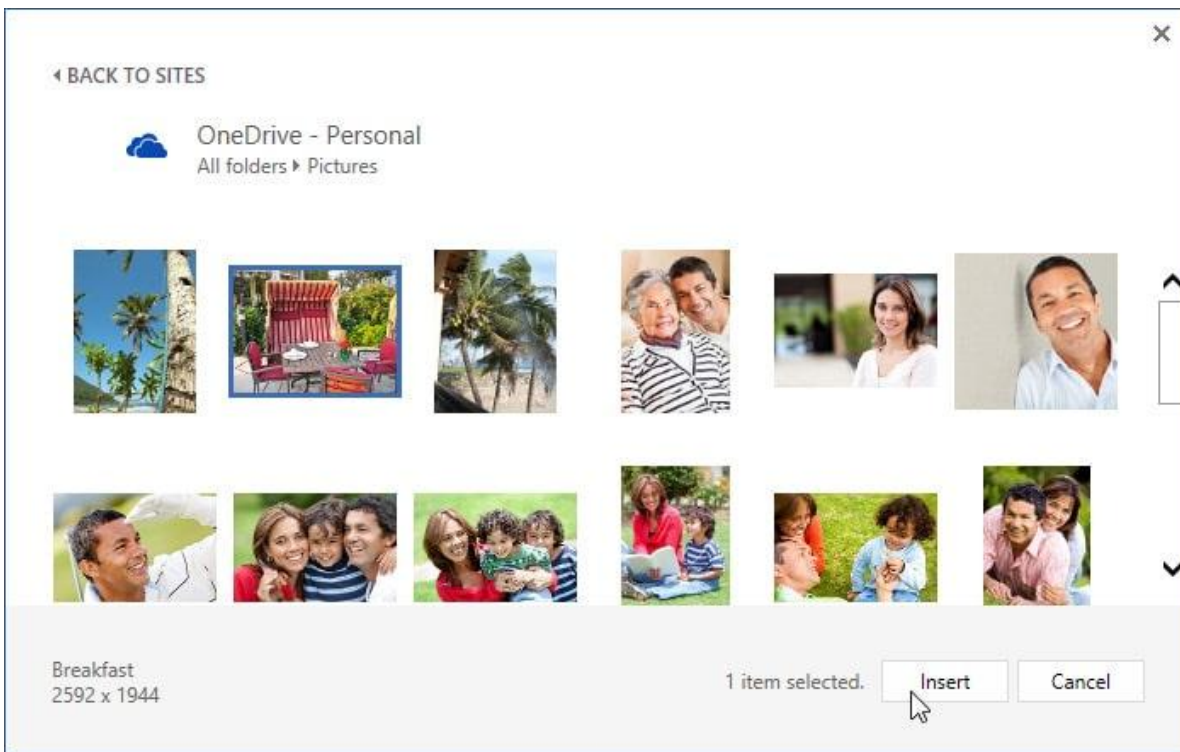 BACK TO SITES
OneDrive - Personal
All folders Pictures
Breakfast
2592 x 1944
1 item selected.
Insert
Cancel